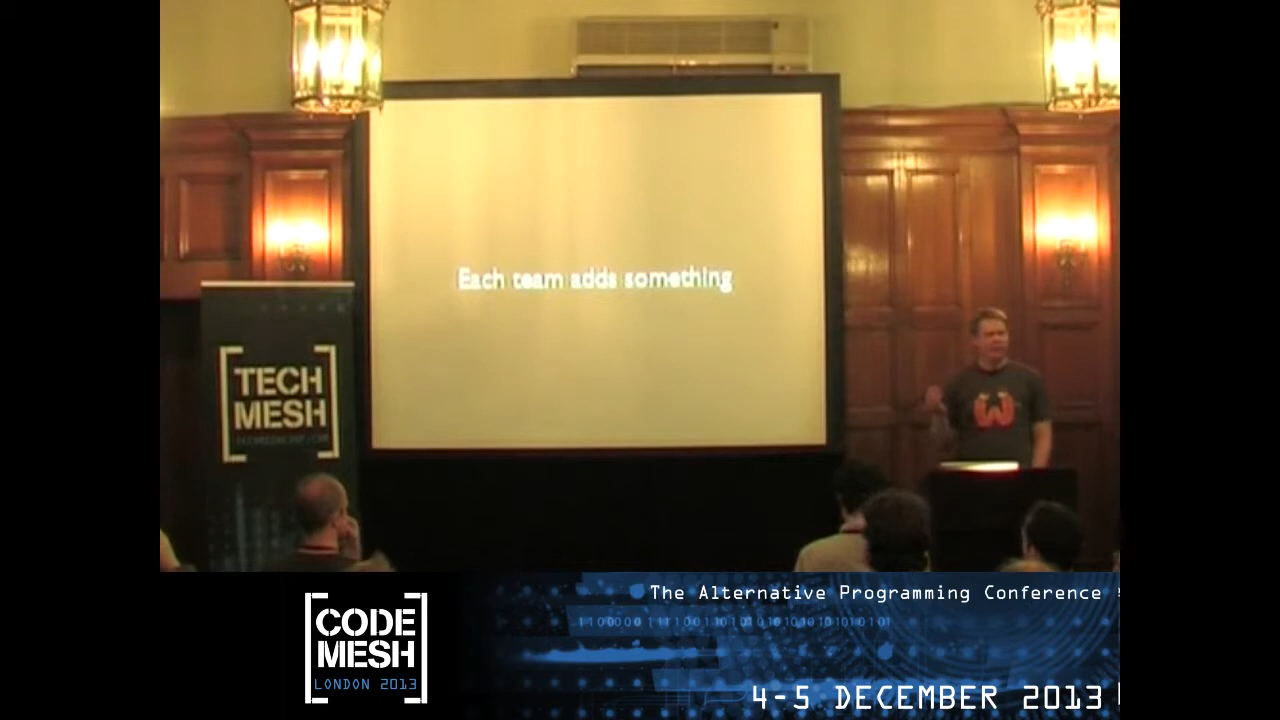 Each team adds something
TECH
MESH
W
CODE
MESH
LONDON 2013
The Alternative Programming Conference
4-5 DECEMBER 2013